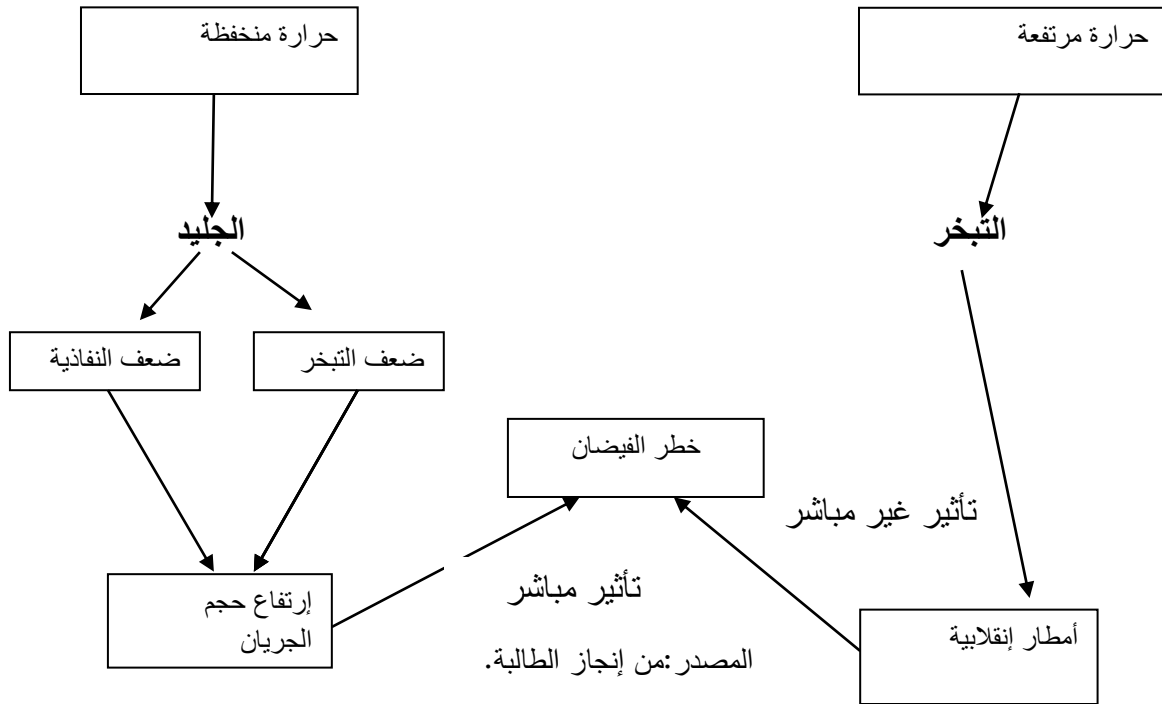 حرارة مرتفعة
حرارة منخفظة
التبخر
الجليد
ضعف التبخر
ضعف النفاذية
خطر الفيضان
تأثير غير مباشر
تأثير مباشر
أمطار إنقلابية
إرتفاع حجم
الجريان
المصدر:من إنجاز الطالبة.